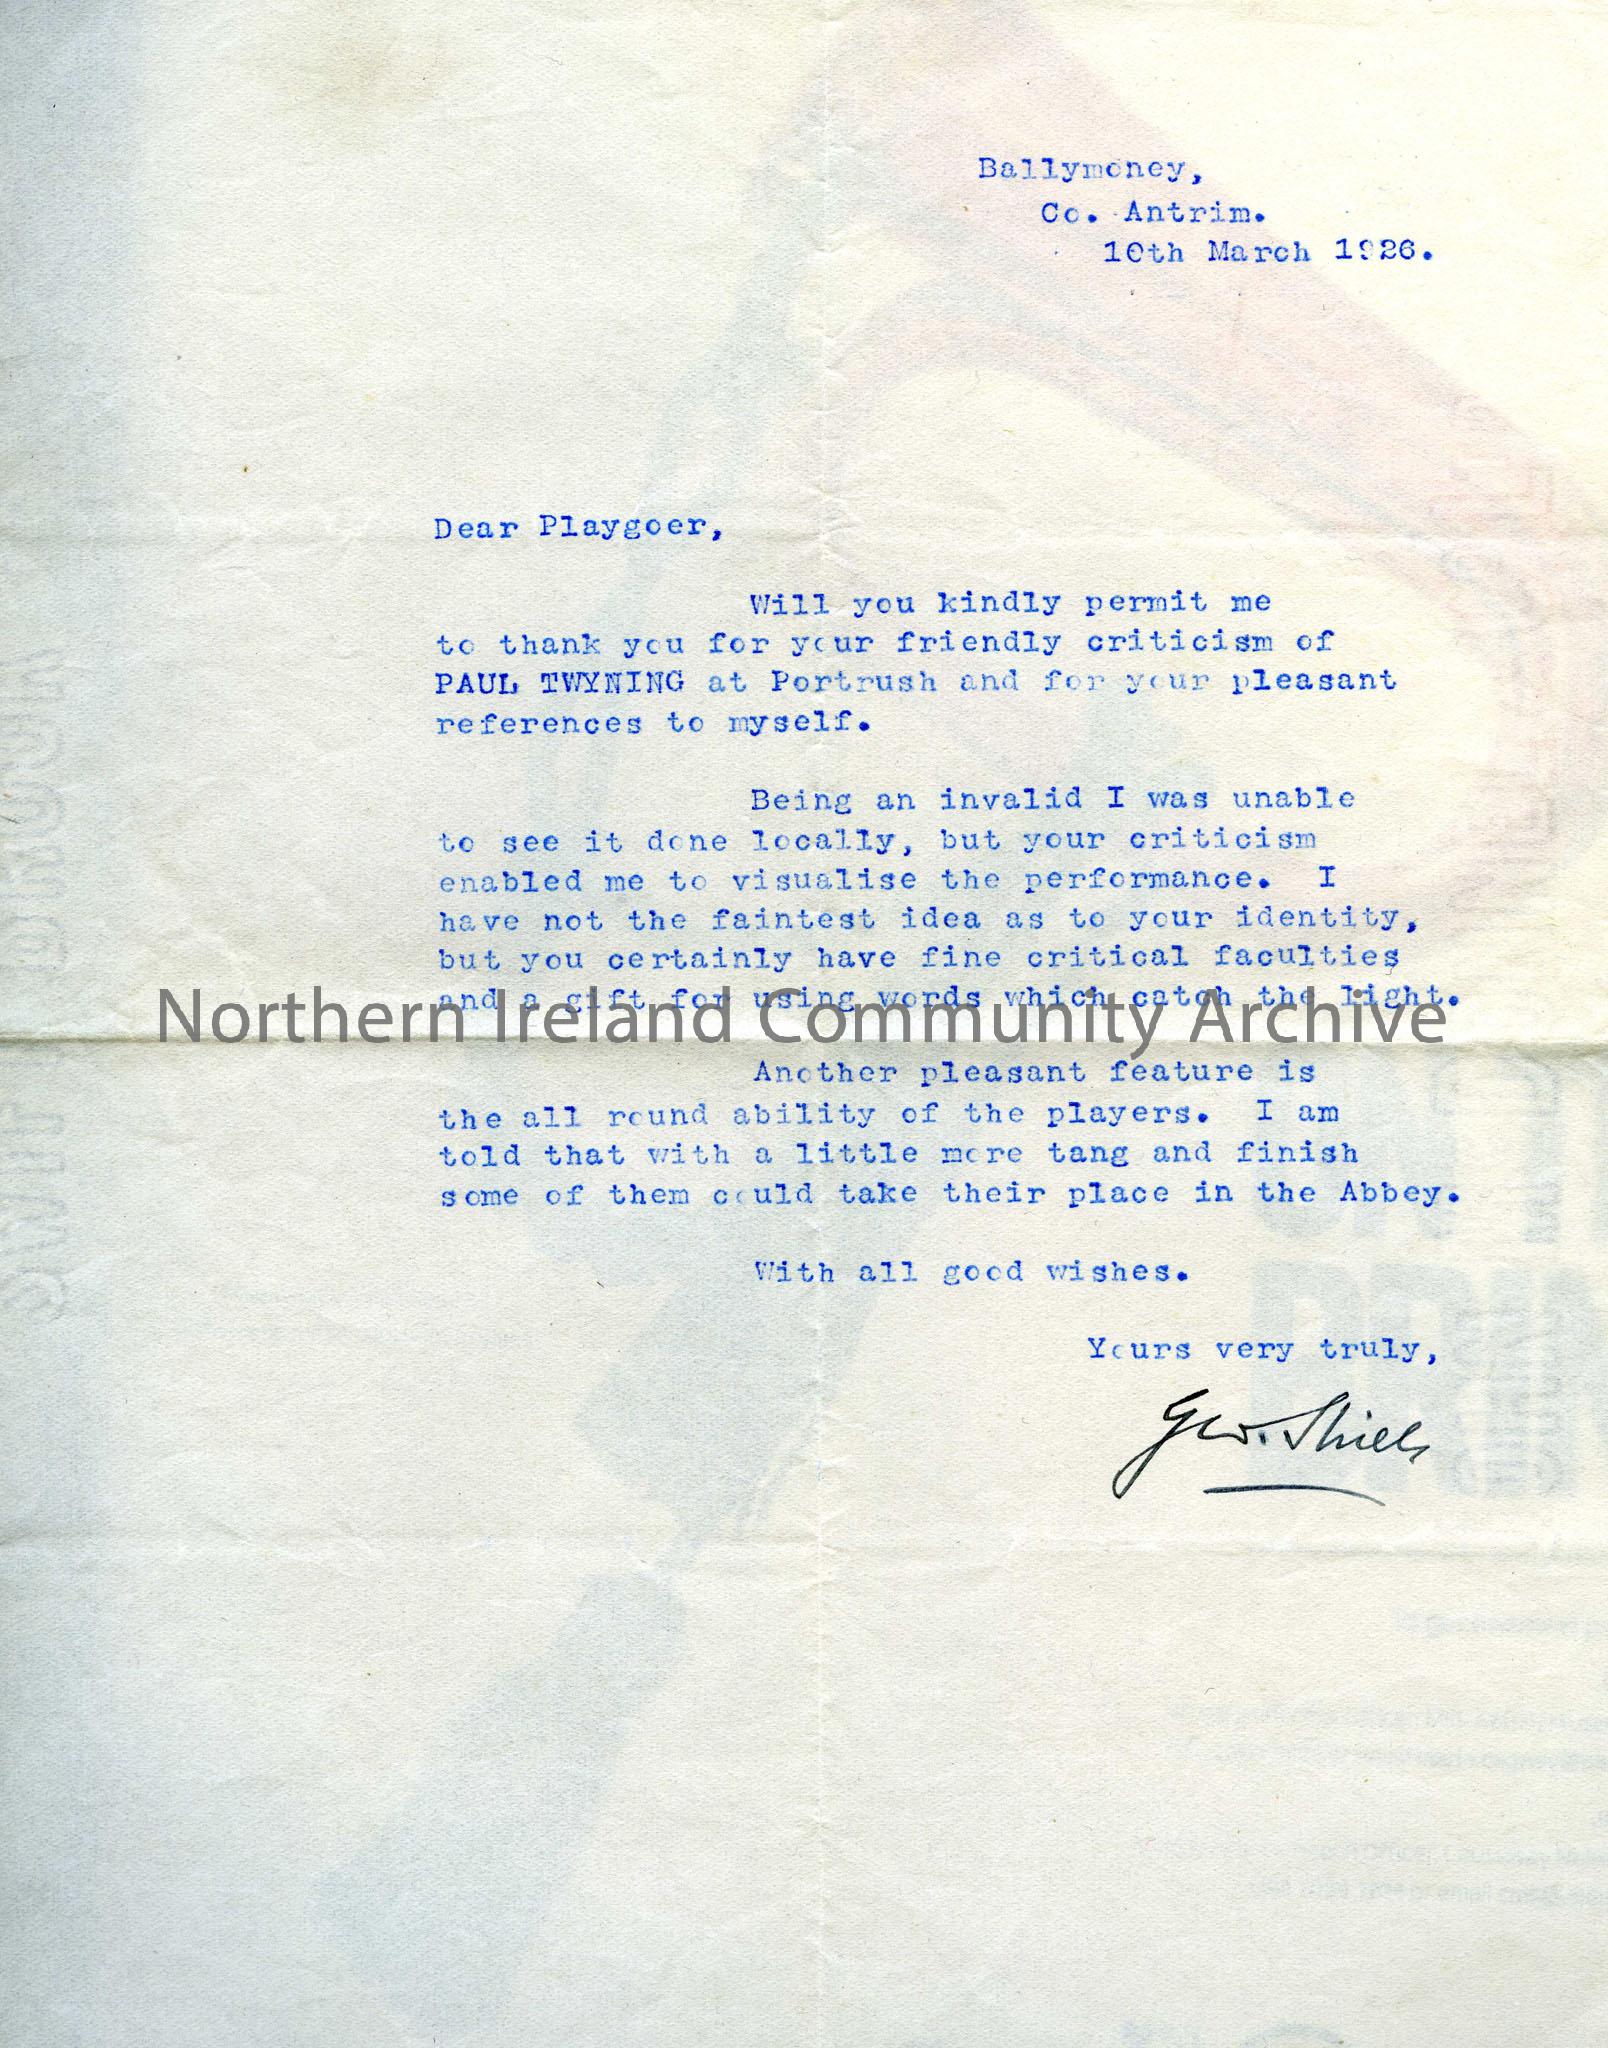 Ballymoney,
Co. Antrim.
10th March 1926.
Dear Playgoer,
Will you kindly permit me
to thank you for your friendly criticism of
PAUL TWYNING at Portrush and for your pleasant
references to myself.
Being an invalid I was unable
to see it done locally, but your criticism
enabled me to visualise the performance. I
have not the faintest idea as to your identity,
but you certainly have fine critical faculties
and a gift for using words which catch the light.
Northern Ireland Community Archive
Another pleasant feature is
the all round ability of the players. I am
told that with a little more tang and finish
some of them could take their place in the Abbey.
With all good wishes.
Yours very truly,
Geo. Shiels